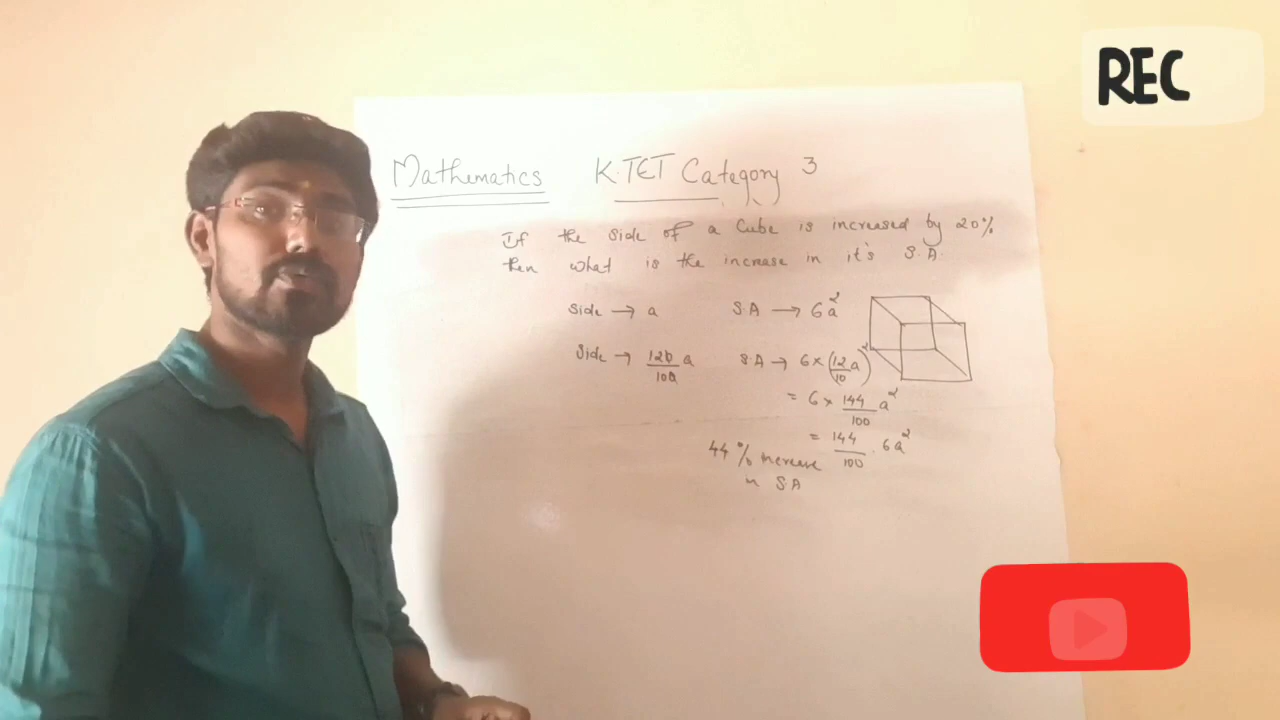 REC
Mathematics K.TET Category 3
If the side of a Cube is increased by 20%
then what is the increase in it's S.A.
Side → a S.A → 6a²
Side → 120/100 a S.A → 6 × (12/10 a)²
= 6 × 144/100 a²
= 144/100 . 6a²
44% increase
in S.A